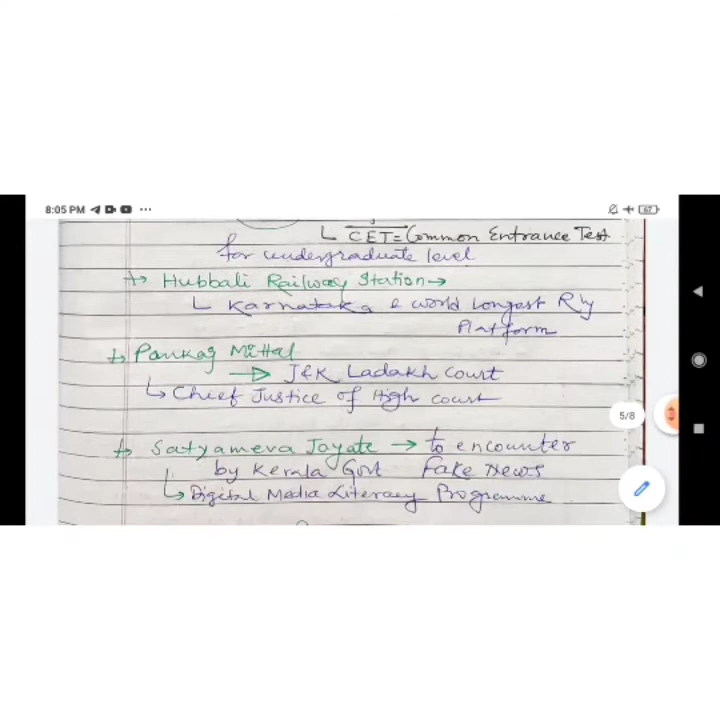 8:05 PM ...
67
└ CET = Common Entrance Test
for undergraduate level
+ Hubbali Railway Station →
└ Karnataka & world Longest Rly
Platform
+ Pankag Mittal
→ J&K Ladakh Court
└ Chief Justice of High court
+ Satyameva Jayate → to encounter
by Kerala Govt Fake News
└→ Digital Media Literacy Programme
5/8